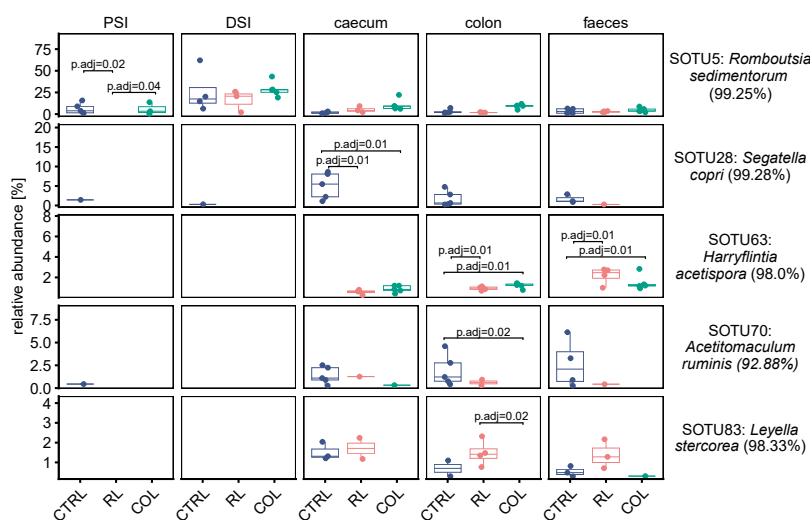 PSI DSI caecum colon faeces
75
50
25
0
p.adj=0.02
p.adj=0.04
SOTU5: Romboutsia
sedimentorum
(99.25%)
20
15
10
5
0
p.adj=0.01
p.adj=0.01
SOTU28: Segatella
copri (99.28%)
relative abundance [%]
8
6
4
2
p.adj=0.01
p.adj=0.01
p.adj=0.01
p.adj=0.01
SOTU63:
Harryflintia
acetispora (98.0%)
7.5
5.0
2.5
0.0
p.adj=0.02
SOTU70:
Acetitomaculum
ruminis (92.88%)
4
3
2
1
p.adj=0.02
SOTU83: Leyella
stercorea (98.33%)
CTRL RL COL CTRL RL COL CTRL RL COL CTRL RL COL CTRL RL COL